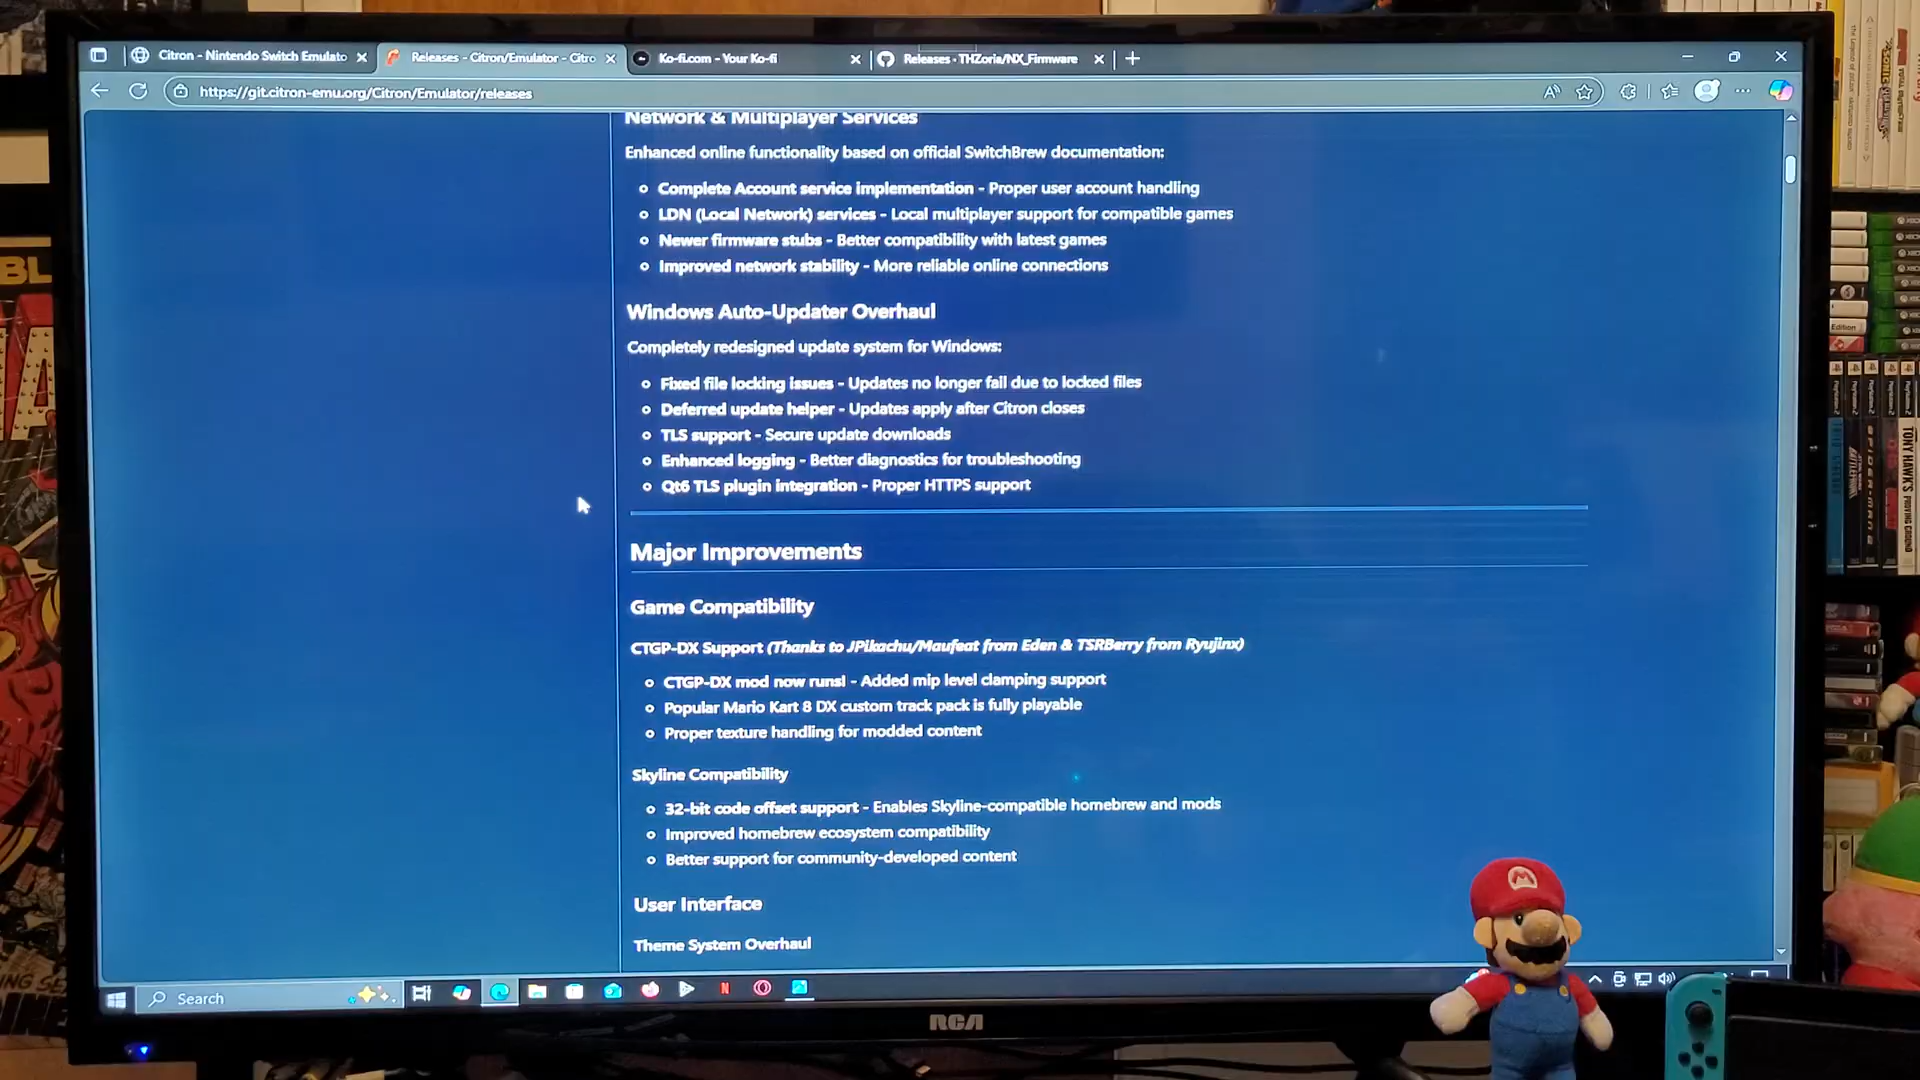 Citron - Nintendo Switch Emulato
Releases - Citron/Emulator - Citro
Ko-fi.com - Your Ko-fi
Releases · THZoria/NX_Firmware
https://git.citron-emu.org/Citron/Emulator/releases
Network & Multiplayer Services
Enhanced online functionality based on official SwitchBrew documentation:
Complete Account service implementation - Proper user account handling
LDN (Local Network) services - Local multiplayer support for compatible games
Newer firmware stubs - Better compatibility with latest games
Improved network stability - More reliable online connections
Windows Auto-Updater Overhaul
Completely redesigned update system for Windows:
Fixed file locking issues - Updates no longer fail due to locked files
Deferred update helper - Updates apply after Citron closes
TLS support - Secure update downloads
Enhanced logging - Better diagnostics for troubleshooting
Qt6 TLS plugin integration - Proper HTTPS support
Major Improvements
Game Compatibility
CTGP-DX Support (Thanks to JPikachu/Maufeat from Eden & TSRBerry from Ryujinx)
CTGP-DX mod now runs! - Added mip level clamping support
Popular Mario Kart 8 DX custom track pack is fully playable
Proper texture handling for modded content
Skyline Compatibility
32-bit code offset support - Enables Skyline-compatible homebrew and mods
Improved homebrew ecosystem compatibility
Better support for community-developed content
User Interface
Theme System Overhaul
Search
RCA
TONY HAWK'S
PROVING GROUND
SPIDER-MAN
Edition
BL